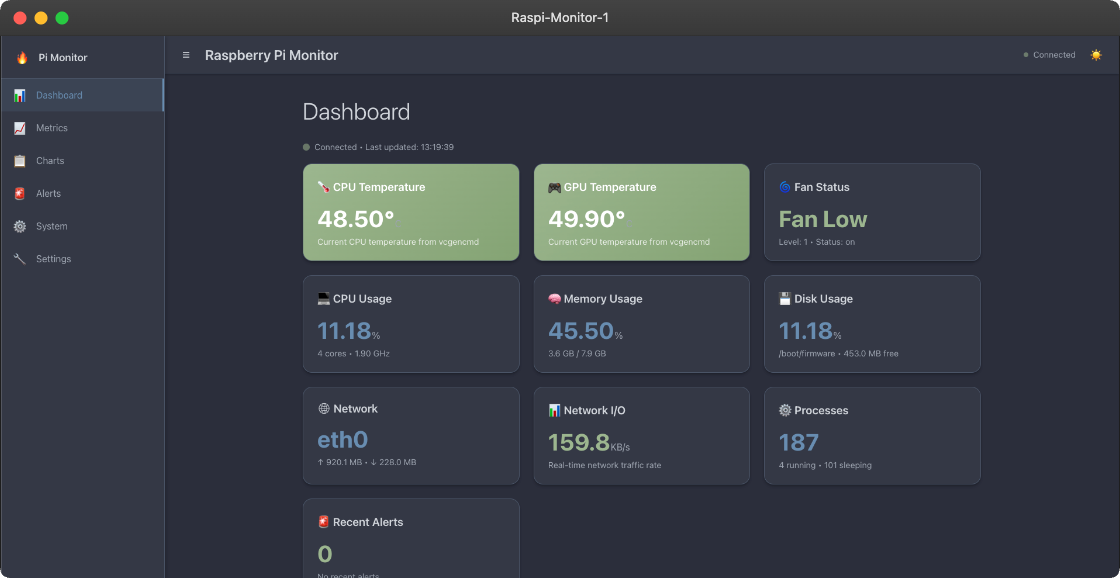 Raspi-Monitor-1
Pi Monitor
Dashboard
Metrics
Charts
Alerts
System
Settings
Raspberry Pi Monitor
Connected
Dashboard
Connected • Last updated: 13:19:39
CPU Temperature
48.50°
Current CPU temperature from vcgencmd
GPU Temperature
49.90°
Current GPU temperature from vcgencmd
Fan Status
Fan Low
Level: 1 • Status: on
CPU Usage
11.18%
4 cores • 1.90 GHz
Memory Usage
45.50%
3.6 GB / 7.9 GB
Disk Usage
11.18%
/boot/firmware • 453.0 MB free
Network
eth0
↑ 920.1 MB • ↓ 228.0 MB
Network I/O
159.8KB/s
Real-time network traffic rate
Processes
187
4 running • 101 sleeping
Recent Alerts
0
No recent alerts